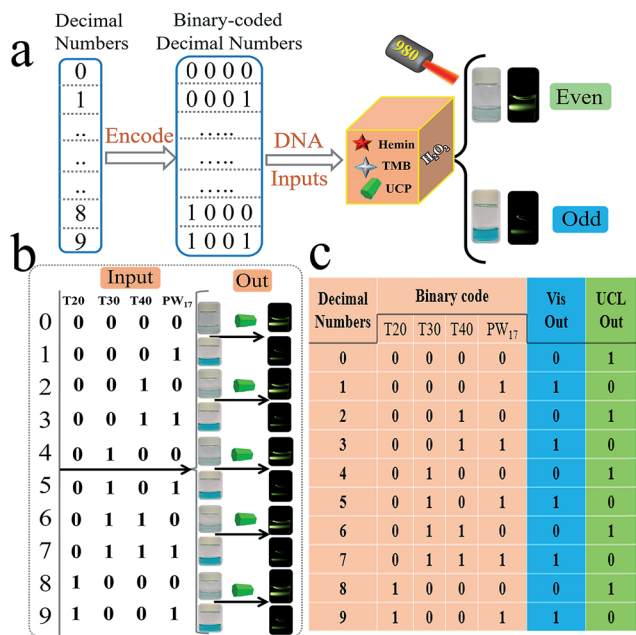 a
Decimal Numbers
0
1
..
..
..
8
9
Encode
Binary-coded Decimal Numbers
0 0 0 0
0 0 0 1
.....
.....
.....
1 0 0 0
1 0 0 1
DNA Inputs
Hemin
TMB
UCP
H₂O₂
980
Even
Odd
b
Input Out
T20 T30 T40 PW₁₇
0 0 0 0 0
1 0 0 0 1
2 0 0 1 0
3 0 0 1 1
4 0 1 0 0
5 0 1 0 1
6 0 1 1 0
7 0 1 1 1
8 1 0 0 0
9 1 0 0 1
c
Decimal Numbers Binary code Vis Out UCL Out
T20 T30 T40 PW₁₇
0 0 0 0 0 0 1
1 0 0 0 1 1 0
2 0 0 1 0 0 1
3 0 0 1 1 1 0
4 0 1 0 0 0 1
5 0 1 0 1 1 0
6 0 1 1 0 0 1
7 0 1 1 1 1 0
8 1 0 0 0 0 1
9 1 0 0 1 1 0